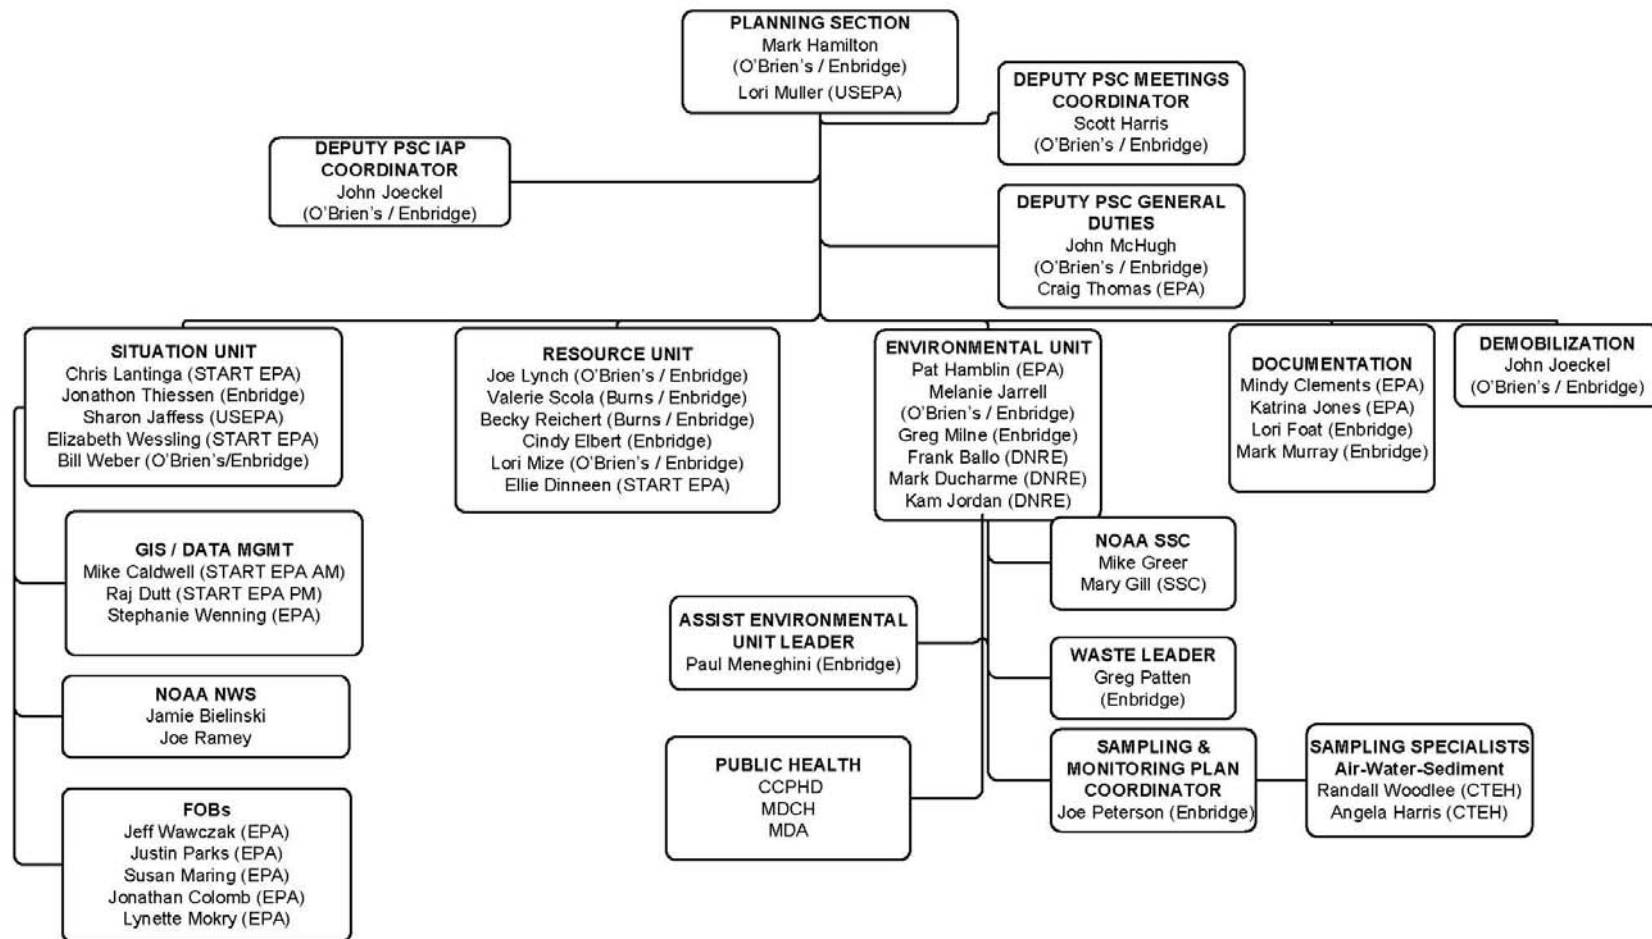 PLANNING SECTION
Mark Hamilton
(O'Brien's / Enbridge)
Lori Muller (USEPA)
DEPUTY PSC MEETINGS
COORDINATOR
Scott Harris
(O'Brien's / Enbridge)
DEPUTY PSC IAP
COORDINATOR
John Joeckel
(O'Brien's / Enbridge)
DEPUTY PSC GENERAL
DUTIES
John McHugh
(O'Brien's / Enbridge)
Craig Thomas (EPA)
SITUATION UNIT
Chris Lantinga (START EPA)
Jonathon Thiessen (Enbridge)
Sharon Jaffess (USEPA)
Elizabeth Wessling (START EPA)
Bill Weber (O'Brien's/Enbridge)
RESOURCE UNIT
Joe Lynch (O'Brien's / Enbridge)
Valerie Scola (Burns / Enbridge)
Becky Reichert (Burns / Enbridge)
Cindy Elbert (Enbridge)
Lori Mize (O'Brien's / Enbridge)
Ellie Dinneen (START EPA)
ENVIRONMENTAL UNIT
Pat Hamblin (EPA)
Melanie Jarrell
(O'Brien's / Enbridge)
Greg Milne (Enbridge)
Frank Ballo (DNRE)
Mark Ducharme (DNRE)
Kam Jordan (DNRE)
DOCUMENTATION
Mindy Clements (EPA)
Katrina Jones (EPA)
Lori Foat (Enbridge)
Mark Murray (Enbridge)
DEMOBILIZATION
John Joeckel
(O'Brien's / Enbridge)
GIS / DATA MGMT
Mike Caldwell (START EPA AM)
Raj Dutt (START EPA PM)
Stephanie Wenning (EPA)
NOAA NWS
Jamie Bielinski
Joe Ramey
FOBs
Jeff Wawczak (EPA)
Justin Parks (EPA)
Susan Maring (EPA)
Jonathan Colomb (EPA)
Lynette Mokry (EPA)
NOAA SSC
Mike Greer
Mary Gill (SSC)
ASSIST ENVIRONMENTAL
UNIT LEADER
Paul Meneghini (Enbridge)
WASTE LEADER
Greg Patten
(Enbridge)
PUBLIC HEALTH
CCPHD
MDCH
MDA
SAMPLING &
MONITORING PLAN
COORDINATOR
Joe Peterson (Enbridge)
SAMPLING SPECIALISTS
Air-Water-Sediment
Randall Woodlee (CTEH)
Angela Harris (CTEH)